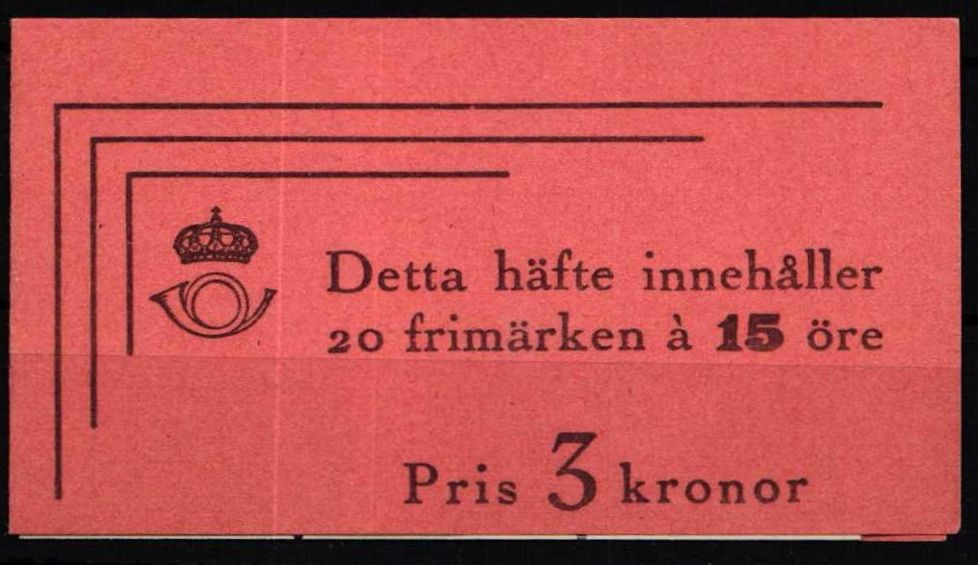 Detta häfte innehåller
20 frimärken à 15 öre
Pris 3 kronor